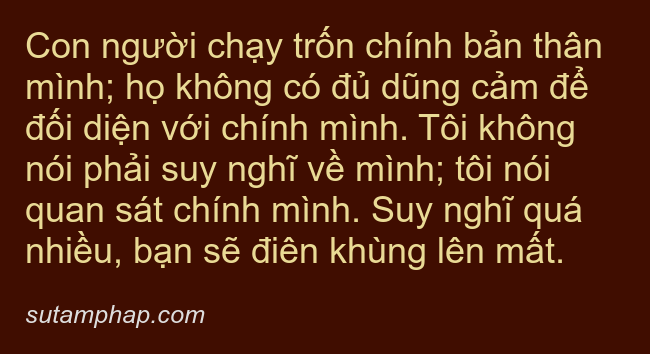 Con người chạy trốn chính bản thân
mình; họ không có đủ dũng cảm để
đối diện với chính mình. Tôi không
nói phải suy nghĩ về mình; tôi nói
quan sát chính mình. Suy nghĩ quá
nhiều, bạn sẽ điên khùng lên mất.
sutamphap.com